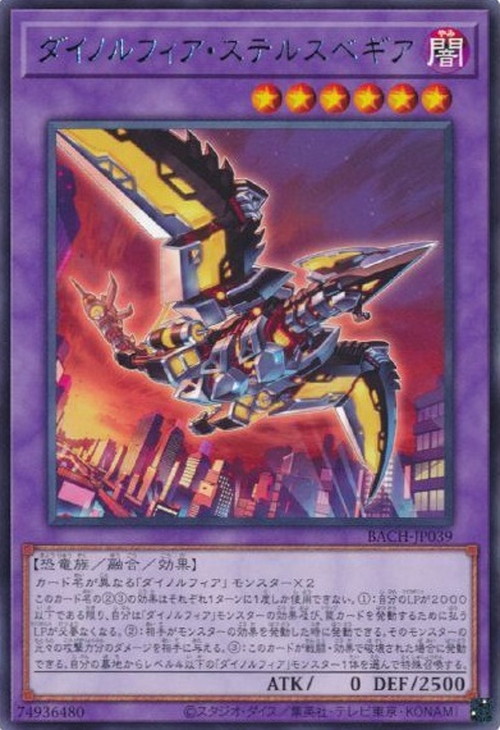 ダイノルフィア・ステルスベギア
闇
BACH-JP039
【恐竜族/融合/効果】
カード名が異なる「ダイノルフィア」モンスター×2
このカード名の②③の効果はそれぞれ1ターンに1度しか使用できない。①:自分のLPが2000
以下である限り、自分は「ダイノルフィア」モンスターの効果及び、罠カードを発動するために払う
LPが必要なくなる。②:相手がモンスターの効果を発動した時に発動できる。そのモンスターの
元々の攻撃力分のダメージを相手に与える。③:このカードが戦闘・効果で破壊された場合に発動
できる。自分の墓地からレベル4以下の「ダイノルフィア」モンスター1体を選んで特殊召喚する。
ATK/ 0 DEF/2500
74936480 ©スタジオ・ダイス/集英社・テレビ東京・KONAMI